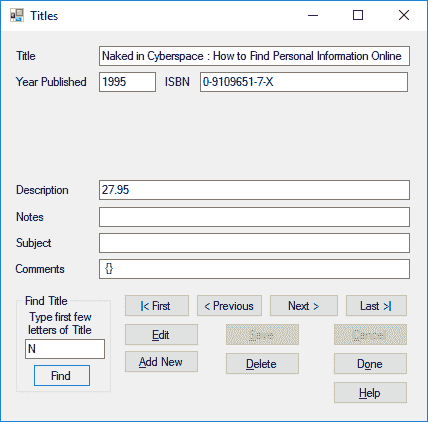 Titles
Title Naked in Cyberspace : How to Find Personal Information Online
Year Published 1995 ISBN 0-9109651-7-X
Description 27.95
Notes
Subject
Comments {}
Find Title
Type first few
letters of Title
N
Find
|< First < Previous Next > Last >|
Edit Save Cancel
Add New Delete Done
Help